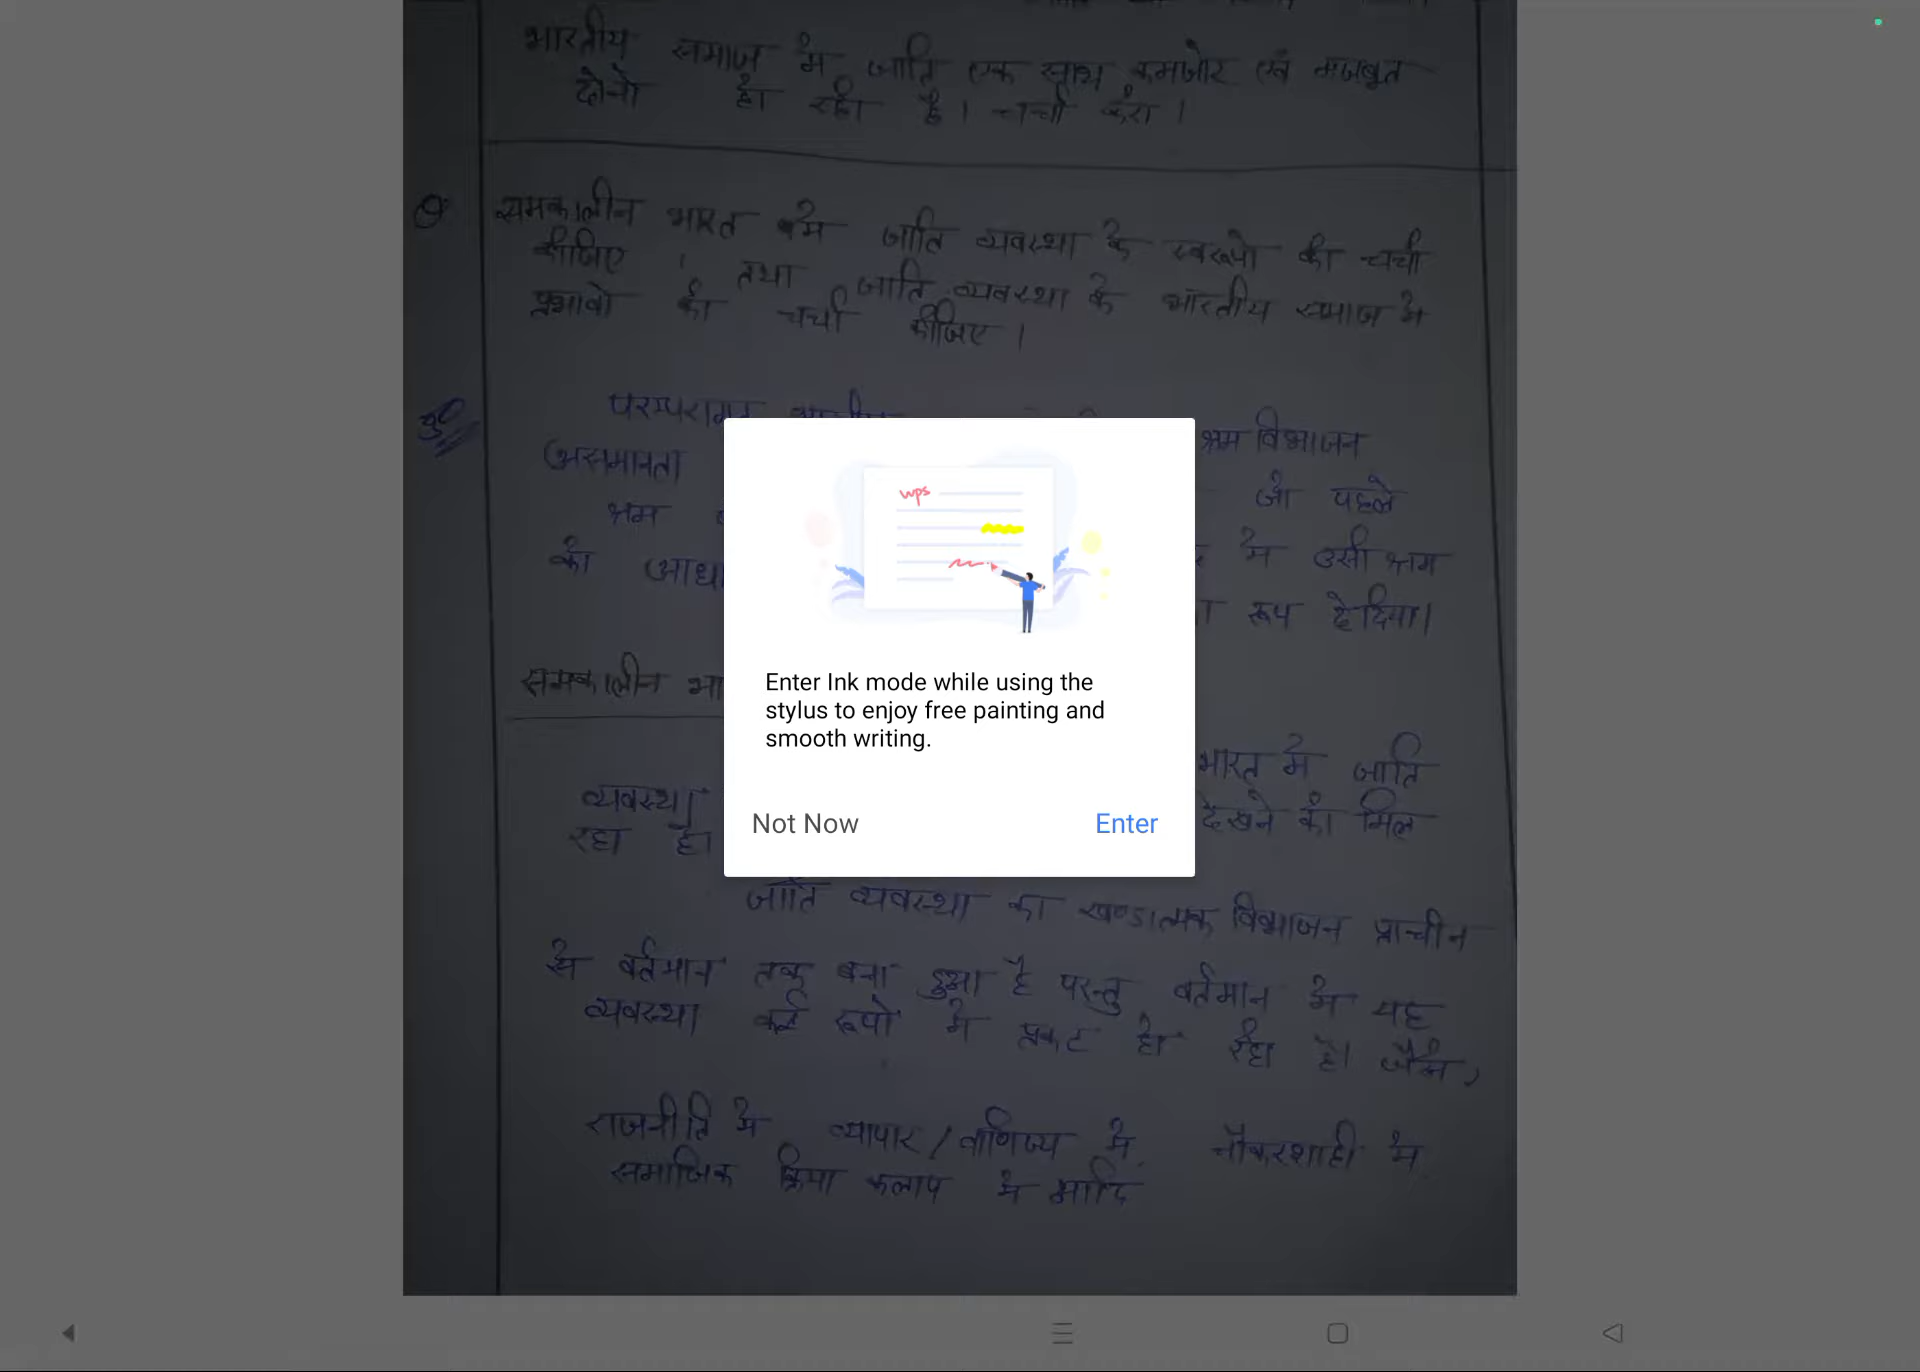 भारतीय समाज में जाति एक साथ कमजोर एवं मजबूत
दोनो हो रही है। चर्चा करो।
Q समकालीन भारत में जाति व्यवस्था के स्वरूपो की चर्चा
कीजिए। तथा जाति व्यवस्था के भारतीय समाज मे
प्रभावो की चर्चा कीजिए।
परम्परागत श्रम विभाजन
असमानता जो पहले
श्रम
को आधा मे उसी श्रम
रूप दे दिया।
समकालीन भा
भारत मे जाति
व्यवस्था देखने को मिल
रहा है।
जाति व्यवस्था का खण्डात्मक विभाजन प्राचीन
से वर्तमान तक बना हुआ है परन्तु वर्तमान मे यह
व्यवस्था कई रूपो मे प्रकट हो रहा है। जैसे,
राजनीति मे व्यापार/वाणिज्य मे नौकरशाही मे
समाजिक क्रिया कलाप मे आदि
wps
Enter Ink mode while using the
stylus to enjoy free painting and
smooth writing.
Not Now Enter